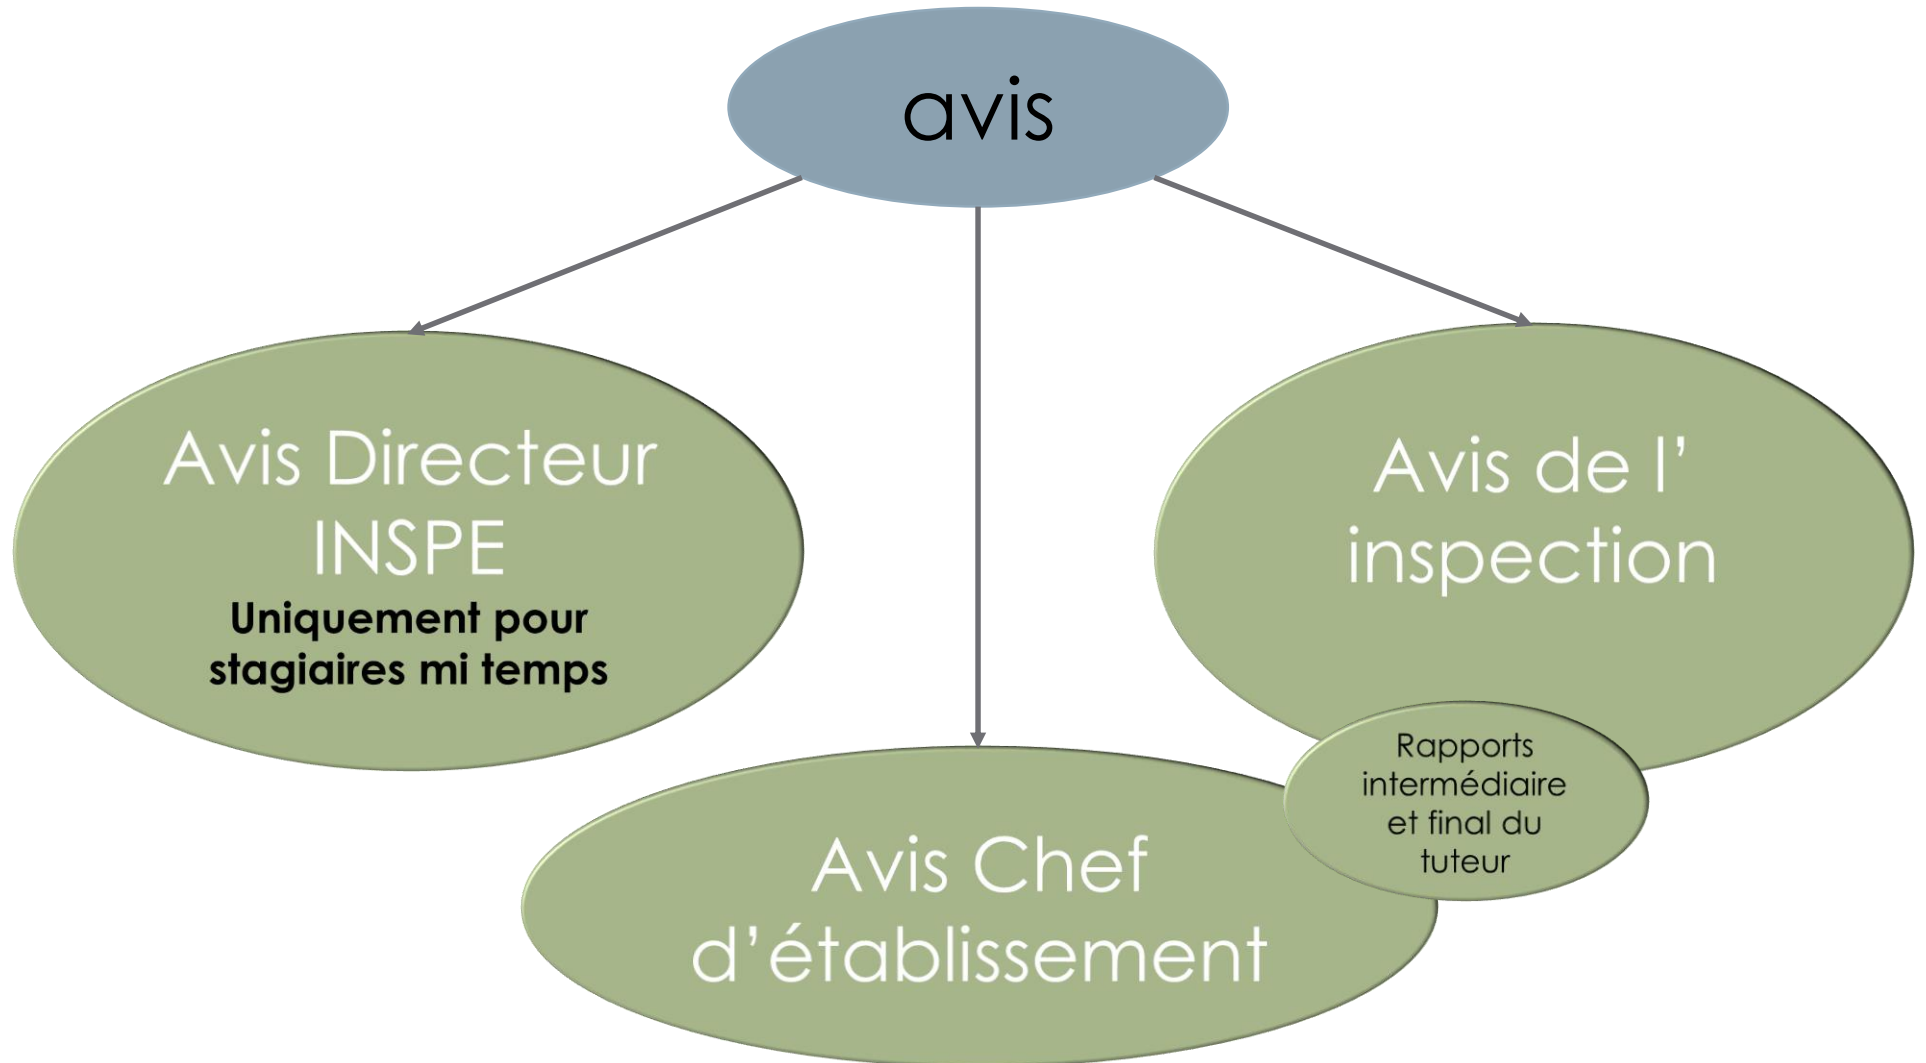 avis
Avis Directeur
INSPE
Uniquement pour
stagiaires mi temps
Avis de l’
inspection
Rapports
intermédiaire
et final du
tuteur
Avis Chef
d’établissement